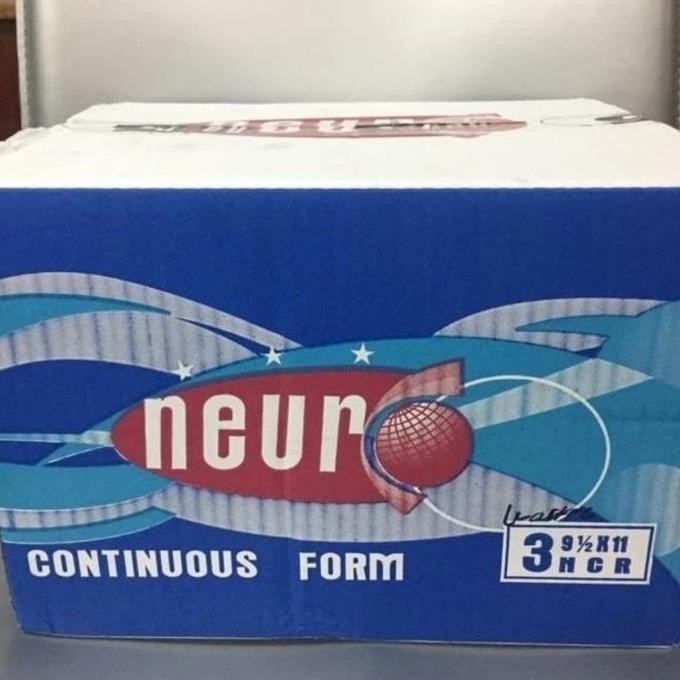 neuro
CONTINUOUS FORM
3 9½X11
NCR